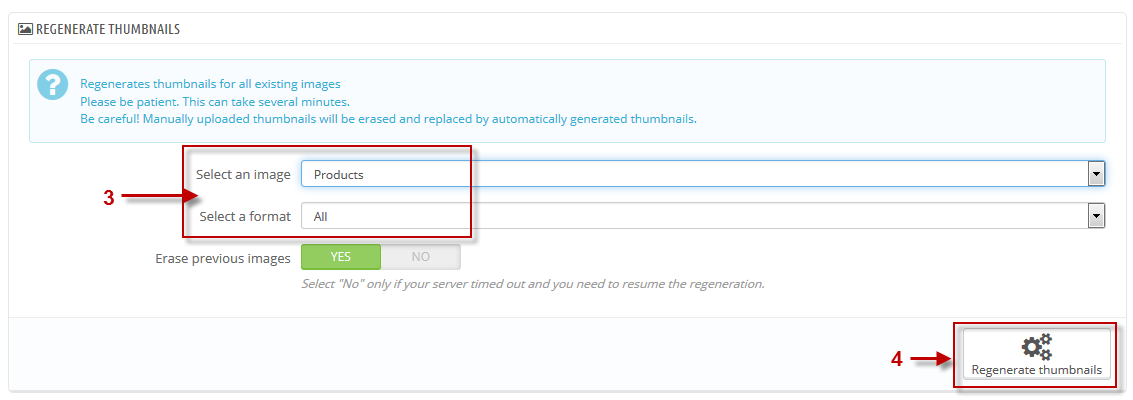 REGENERATE THUMBNAILS
?
Regenerates thumbnails for all existing images
Please be patient. This can take several minutes.
Be careful! Manually uploaded thumbnails will be erased and replaced by automatically generated thumbnails.
3
Select an image Products
Select a format All
Erase previous images YES NO
Select "No" only if your server timed out and you need to resume the regeneration.
4
Regenerate thumbnails